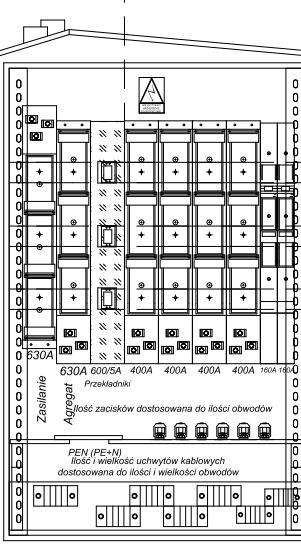 630A
630A 600/5A 400A 400A 400A 400A 160A 160A
Przekładniki
Zasilanie
Agregat
Ilość zacisków dostosowana do ilości obwodów
PEN (PE+N)
Ilość i wielkość uchwytów kablowych
dostosowana do ilości i wielkości obwodów